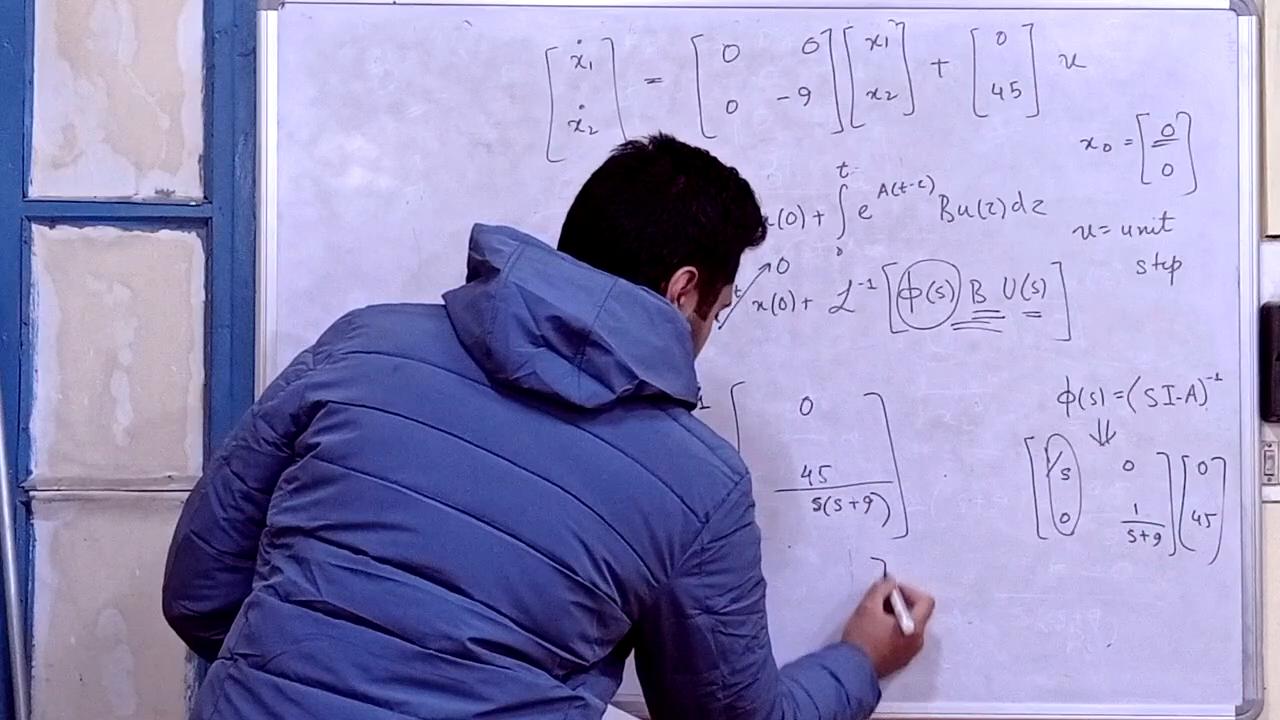 [ẋ₁ ẋ₂] = [0 0; 0 -9] [x₁ x₂] + [0 45] u
x₀ = [0 0]
x(0) + ∫₀ᵗ e^A(t-τ) Bu(τ)dτ
u = unit step
0
x(0) + ℒ⁻¹ [ϕ(s) B U(s)]
ϕ(s) = (sI-A)⁻¹
⇓
[0; 45/s(s+9)]
[1/s 0; 0 1/s+9] [0 45]